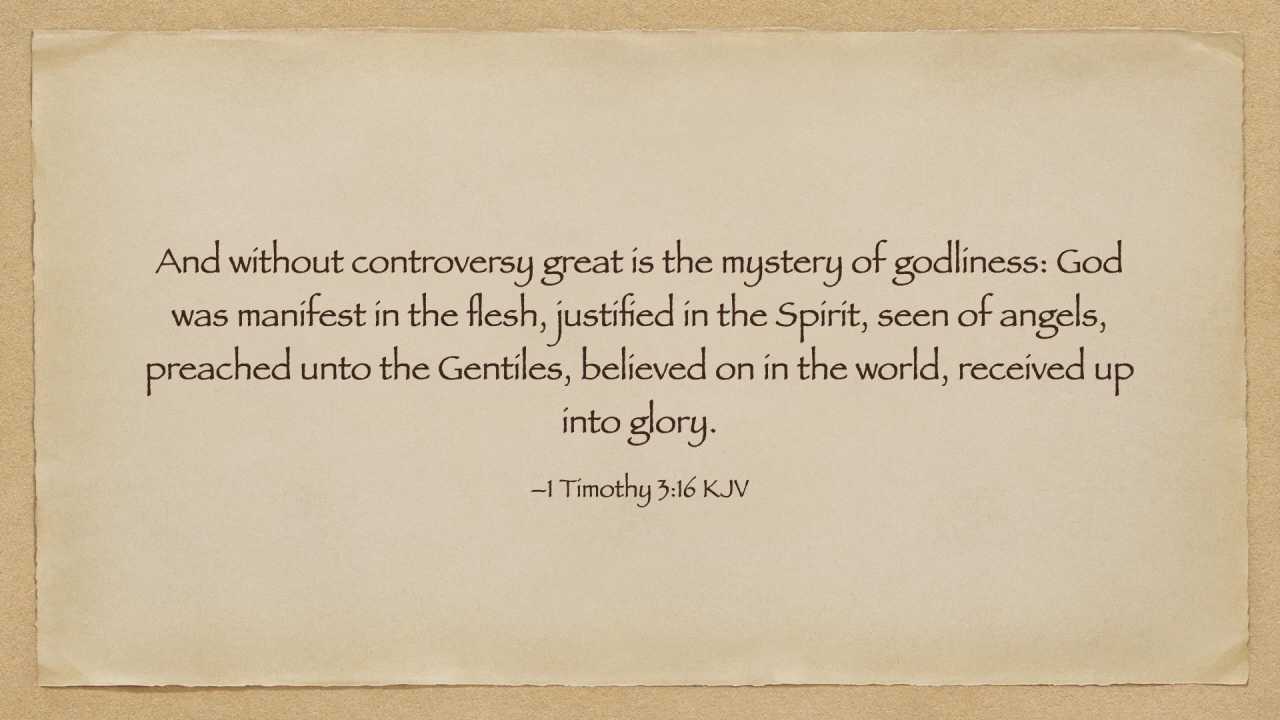 And without controversy great is the mystery of godliness: God
was manifest in the flesh, justified in the Spirit, seen of angels,
preached unto the Gentiles, believed on in the world, received up
into glory.
–1 Timothy 3:16 KJV